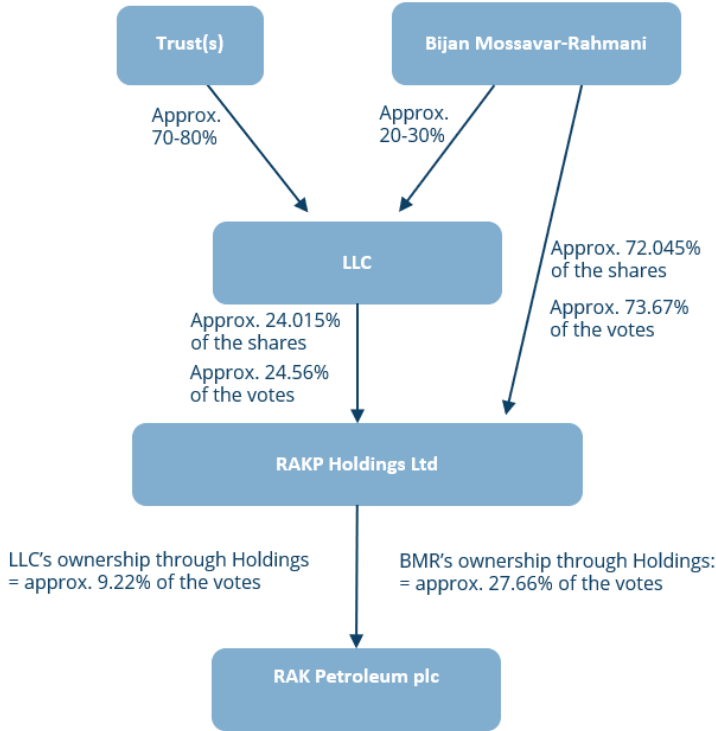 Trust(s)
Bijan Mossavar-Rahmani
Approx.
70-80%
Approx.
20-30%
LLC
Approx. 72.045%
of the shares
Approx. 73.67%
of the votes
Approx. 24.015%
of the shares
Approx. 24.56%
of the votes
RAKP Holdings Ltd
LLC’s ownership through Holdings
= approx. 9.22% of the votes
BMR’s ownership through Holdings:
= approx. 27.66% of the votes
RAK Petroleum plc